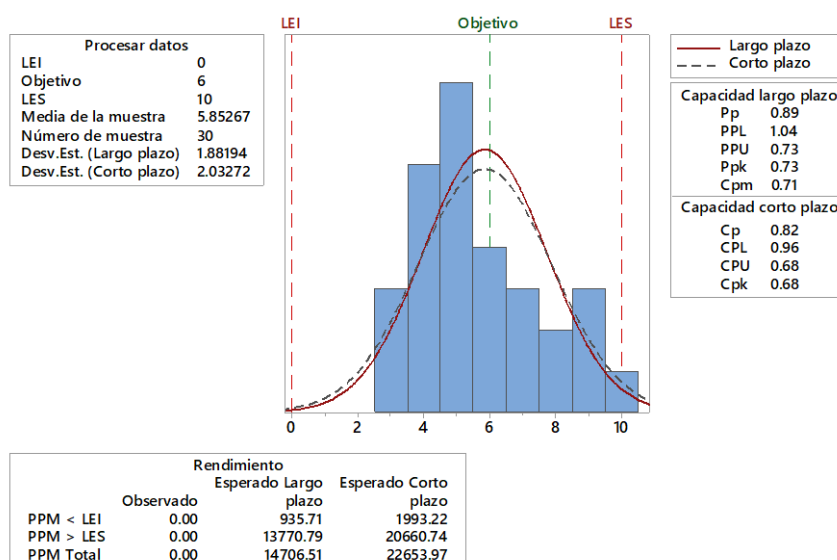 LEI Objetivo LES
Procesar datos
LEI 0
Objetivo 6
LES 10
Media de la muestra 5.85267
Número de muestra 30
Desv.Est. (Largo plazo) 1.88194
Desv.Est. (Corto plazo) 2.03272
Largo plazo
Corto plazo
Capacidad largo plazo
Pp 0.89
PPL 1.04
PPU 0.73
Ppk 0.73
Cpm 0.71
Capacidad corto plazo
Cp 0.82
CPL 0.96
CPU 0.68
Cpk 0.68
0 2 4 6 8 10
Rendimiento
Esperado Largo Esperado Corto
Observado plazo plazo
PPM < LEI 0.00 935.71 1993.22
PPM > LES 0.00 13770.79 20660.74
PPM Total 0.00 14706.51 22653.97